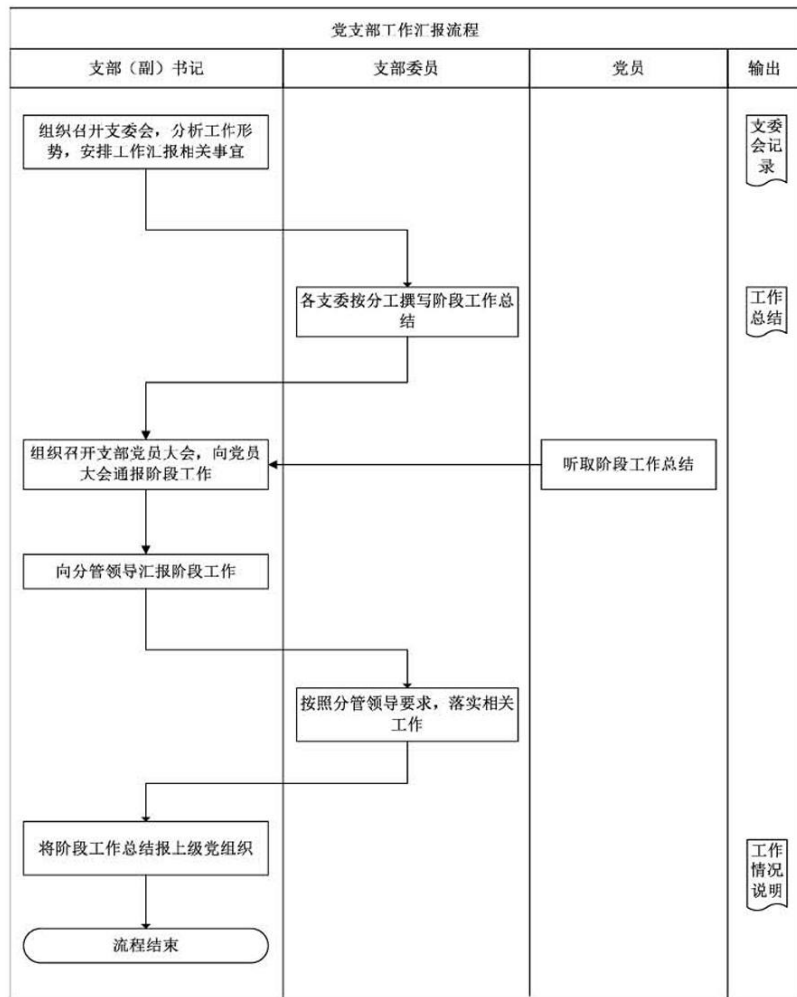 党支部工作汇报流程
支部（副）书记
支部委员
党员
输出
组织召开支委会，分析工作形
势，安排工作汇报相关事宜
支委
会记
录
各支委按分工撰写阶段工作总
结
工作
总结
组织召开支部党员大会，向党员
大会通报阶段工作
听取阶段工作总结
向分管领导汇报阶段工作
按照分管领导要求，落实相关
工作
将阶段工作总结报上级党组织
工作
情况
说明
流程结束